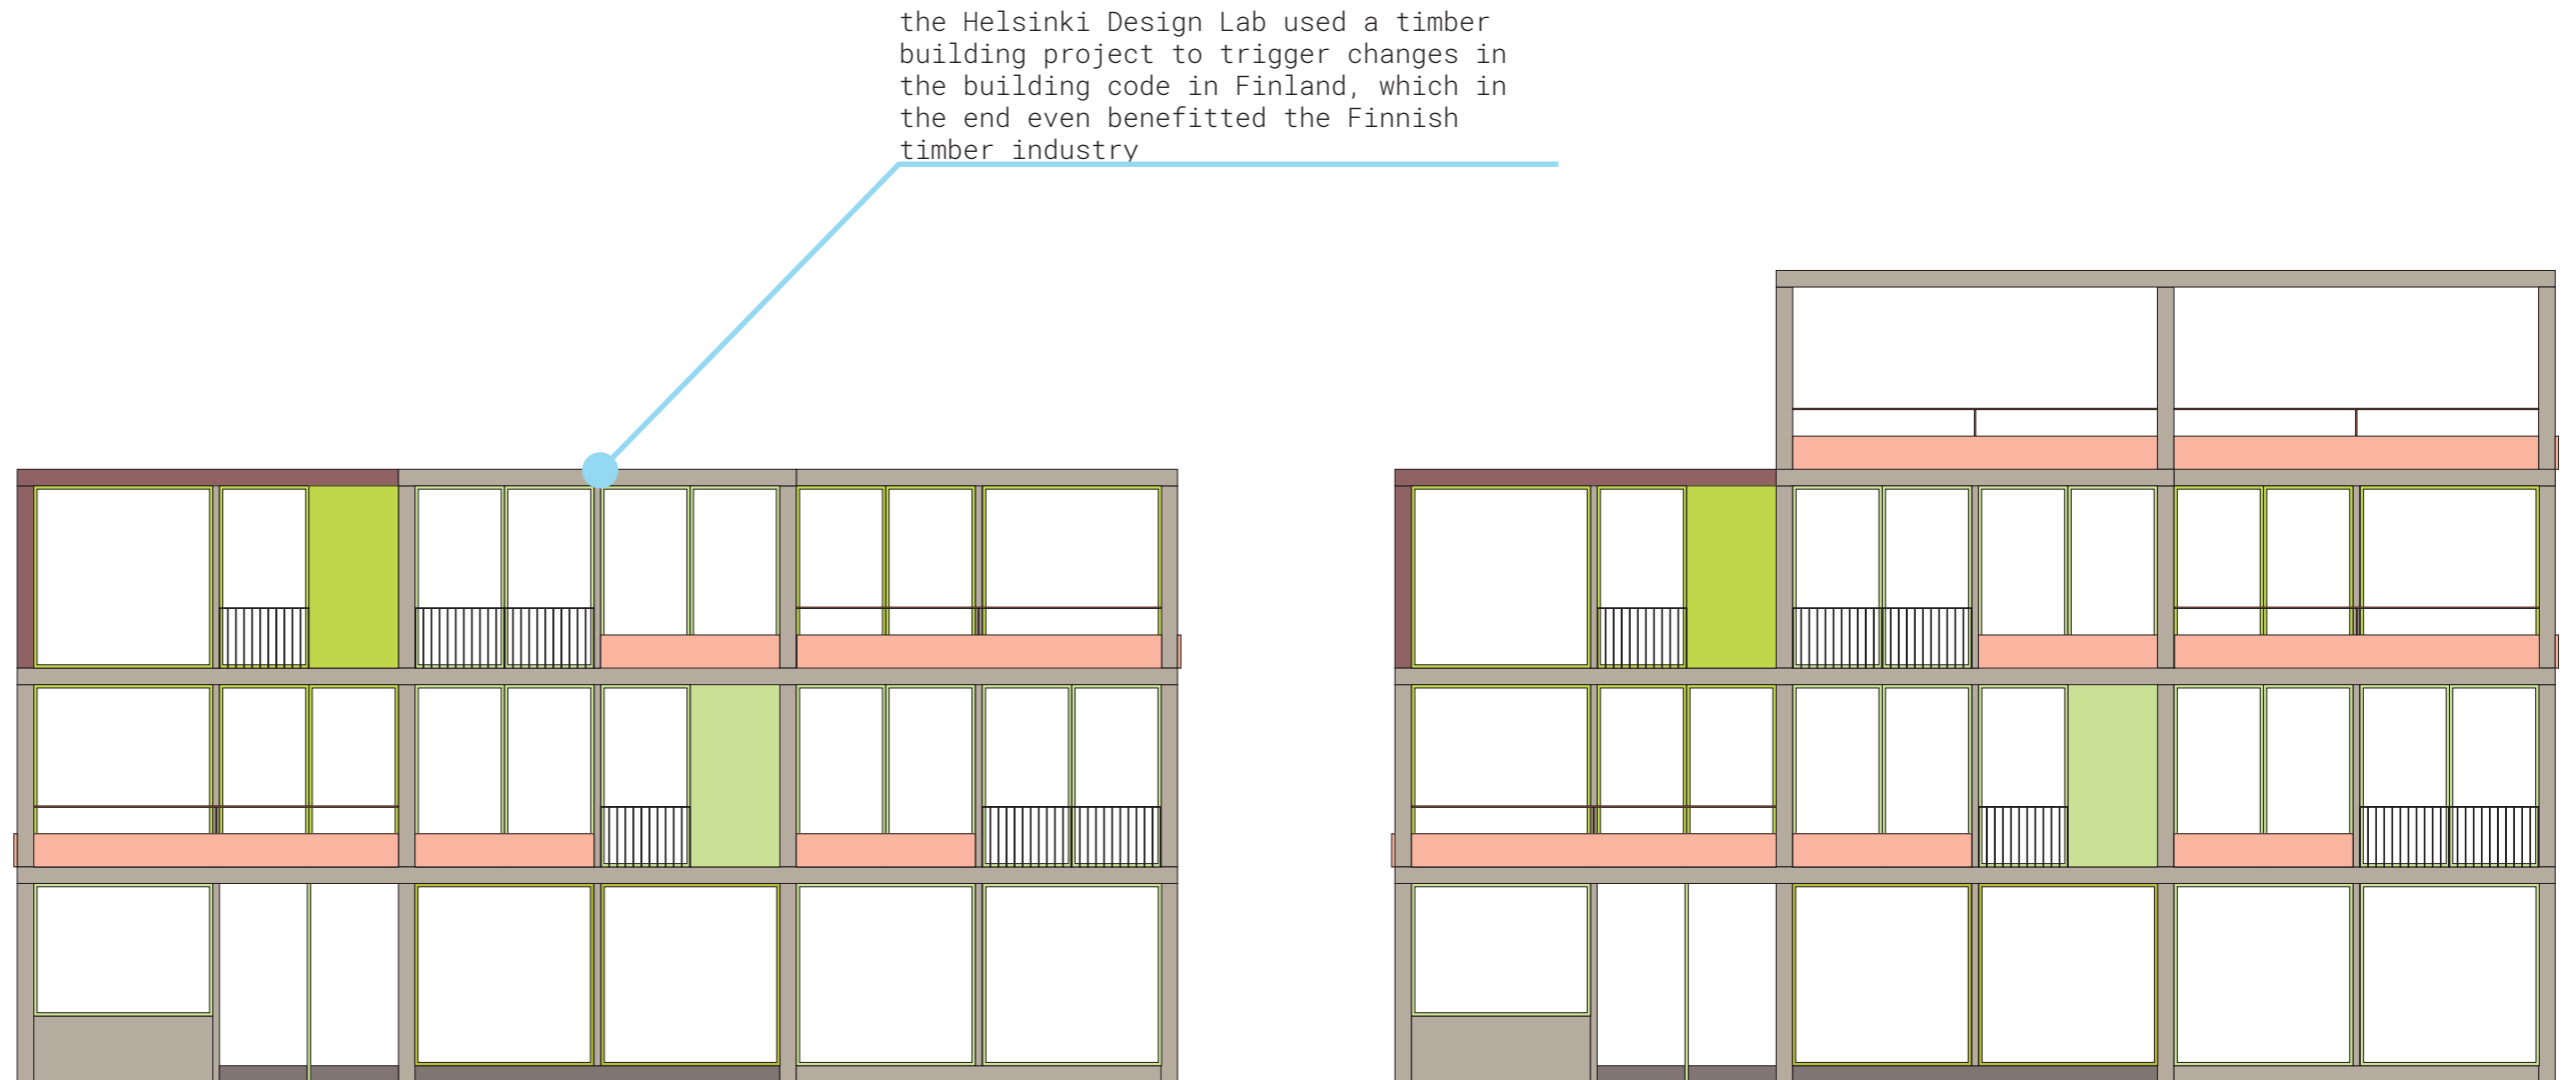 the Helsinki Design Lab used a timber
building project to trigger changes in
the building code in Finland, which in
the end even benefitted the Finnish
timber industry